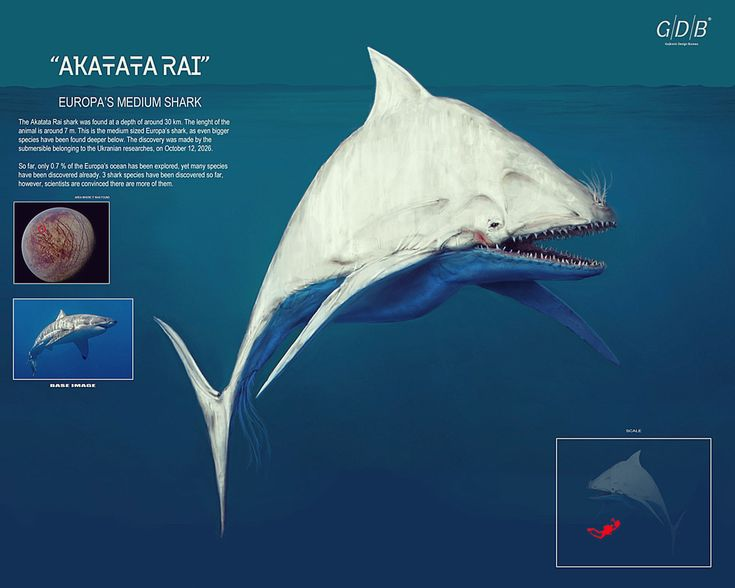 G/D/B®
Gajkovic Design Bureau
“AKATATA RAI”
EUROPA'S MEDIUM SHARK
The Akatata Rai shark was found at a depth of around 30 km. The lenght of the
animal is around 7 m. This is the medium sized Europa's shark, as even bigger
species have been found deeper below. The discovery was made by the
submersible belonging to the Ukranian researches, on October 12, 2026.
So far, only 0.7 % of the Europa's ocean has been explored, yet many species
have been discovered already. 3 shark species have been discovered so far,
however, scientists are convinced there are more of them.
AREA WHERE IT WAS FOUND
BASE IMAGE
SCALE